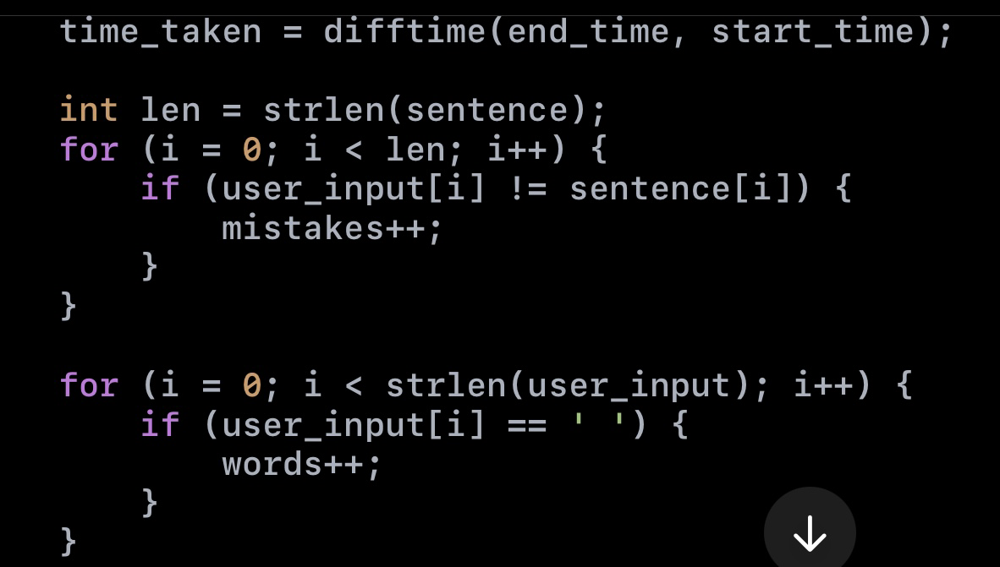 time_taken = difftime(end_time, start_time);
int len = strlen(sentence);
for (i = 0; i < len; i++) {
if (user_input[i] != sentence[i]) {
mistakes++;
}
}
for (i = 0; i < strlen(user_input); i++) {
if (user_input[i] == ' ') {
words++;
}
}